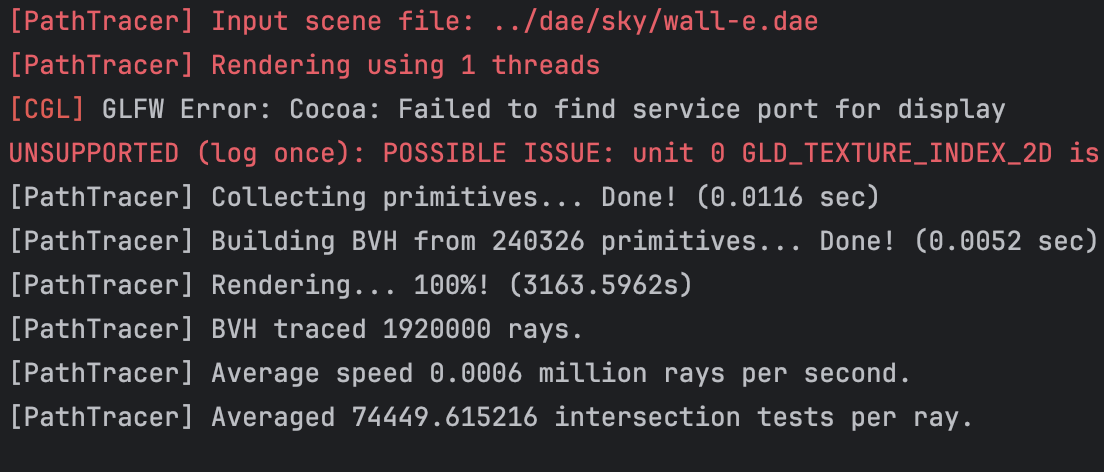 [PathTracer] Input scene file: ../dae/sky/wall-e.dae
[PathTracer] Rendering using 1 threads
[CGL] GLFW Error: Cocoa: Failed to find service port for display
UNSUPPORTED (log once): POSSIBLE ISSUE: unit 0 GLD_TEXTURE_INDEX_2D is
[PathTracer] Collecting primitives... Done! (0.0116 sec)
[PathTracer] Building BVH from 240326 primitives... Done! (0.0052 sec)
[PathTracer] Rendering... 100%! (3163.5962s)
[PathTracer] BVH traced 1920000 rays.
[PathTracer] Average speed 0.0006 million rays per second.
[PathTracer] Averaged 74449.615216 intersection tests per ray.